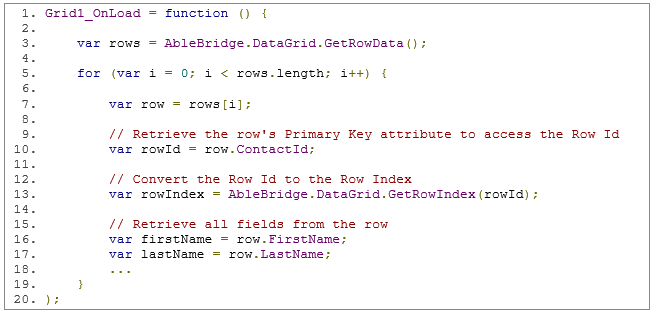 1. Grid1_OnLoad = function () {
2.
3.     var rows = AbleBridge.DataGrid.GetRowData();
4.
5.     for (var i = 0; i < rows.length; i++) {
6.
7.         var row = rows[i];
8.
9.         // Retrieve the row's Primary Key attribute to access the Row Id
10.         var rowId = row.ContactId;
11.
12.         // Convert the Row Id to the Row Index
13.         var rowIndex = AbleBridge.DataGrid.GetRowIndex(rowId);
14.
15.         // Retrieve all fields from the row
16.         var firstName = row.FirstName;
17.         var lastName = row.LastName;
18.         ...
19.     }
20. );